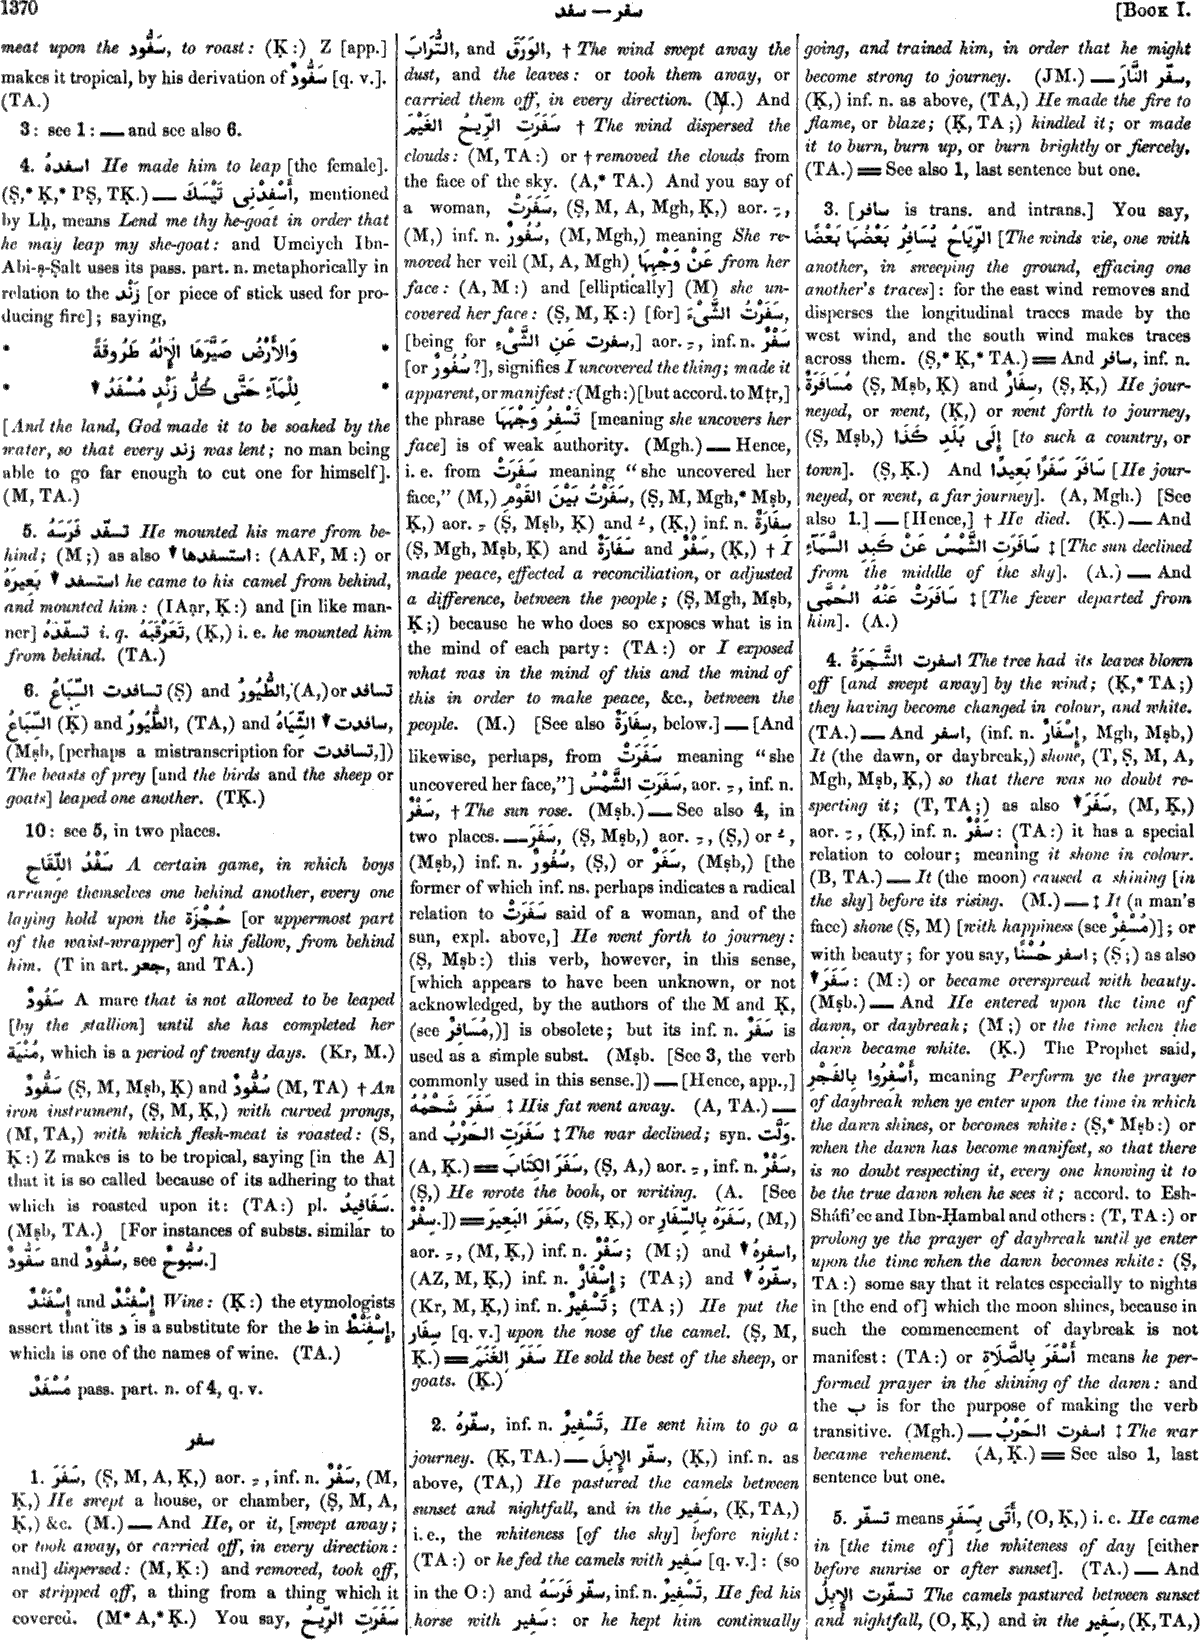 1370
سفر — سفد
[Book I.
meat upon the سَفُّود, to roast: (Ḳ:) Z [app.]
makes it tropical, by his derivation of سَفُّودٌ [q. v.].
(TA.)
3: see 1: — and see also 6.
4. اسفدهُ He made him to leap [the female].
(Ṣ,* Ḳ,* PṢ, TḲ.) — أَسْفِدْنِى تَيْسَكَ, mentioned
by Lḥ, means Lend me thy he-goat in order that
he may leap my she-goat: and Umeiyeh Ibn-
Abi-ṣ-Ṣalt uses its pass. part. n. metaphorically in
relation to the زَنْد [or piece of stick used for pro-
ducing fire]; saying,
* وَالأَرْضُ صَيَّرَهَا الإِلٰهُ طَرُوقَةً *
* لِلْمَآءِ حَتَّى كُلُّ زَنْدٍ مُسْفَدُ ▼ *
[And the land, God made it to be soaked by the
water, so that every زند was lent; no man being
able to go far enough to cut one for himself].
(M, TA.)
5. تسفّد فَرَسَهُ He mounted his mare from be-
hind; (M;) as also ▼ استسفدها: (AAF, M:) or
استسفد ▼ بَعِيرَهُ he came to his camel from behind,
and mounted him: (IAạr, Ḳ:) and [in like man-
ner] تسفّدهُ i. q. تَعَرْقَبَهُ, (Ḳ,) i. e. he mounted him
from behind. (TA.)
6. تسافدت السِّبَاعُ (Ṣ) and الطُّيُورُ, (A,) or تسافد
السِّبَاعُ (Ḳ) and الطُّيُورُ, (TA,) and سافدت ▼ الشِّيَاهُ,
(Mṣb, [perhaps a mistranscription for تسافدت,])
The beasts of prey [and the birds and the sheep or
goats] leaped one another. (TḲ.)
10: see 5, in two places.
سَفْدُ اللِّقَاحِ A certain game, in which boys
arrange themselves one behind another, every one
laying hold upon the حُجْزَة [or uppermost part
of the waist-wrapper] of his fellow, from behind
him. (T in art. جعر, and TA.)
سَفُودٌ A mare that is not allowed to be leaped
[by the stallion] until she has completed her
مُنْيَة, which is a period of twenty days. (Kr, M.)
سَفُّودٌ (Ṣ, M, Mṣb, Ḳ) and سُفُّودٌ (M, TA) † An
iron instrument, (Ṣ, M, Ḳ,) with curved prongs,
(M, TA,) with which flesh-meat is roasted: (S,
Ḳ:) Z makes is to be tropical, saying [in the A]
that it is so called because of its adhering to that
which is roasted upon it: (TA:) pl. سَفَافِيدُ.
(Mṣb, TA.) [For instances of substs. similar to
سَفُّودٌ and سُفُّودٌ, see سُبُّوحٌ.]
إِسْفَنْدٌ and إِسْفِنْدٌ Wine: (Ḳ:) the etymologists
assert that its د is a substitute for the ط in إِسْفِنْطٌ,
which is one of the names of wine. (TA.)
مُسْفَدٌ pass. part. n. of 4, q. v.
سفر
1. سَفَرَ, (Ṣ, M, A, Ḳ,) aor. ـِ, inf. n. سَفْرٌ, (M,
Ḳ,) He swept a house, or chamber, (Ṣ, M, A,
Ḳ,) &c. (M.) — And He, or it, [swept away;
or took away, or carried off, in every direction:
and] dispersed: (M, Ḳ:) and removed, took off,
or stripped off, a thing from a thing which it
covered. (M* A,* Ḳ.) You say, سَفَرَتِ الرِّيحُ
التُّرَابَ, and الوَرَقَ, † The wind swept away the
dust, and the leaves: or took them away, or
carried them off, in every direction. (M.) And
سَفَرَتِ الرِّيحُ الغَيْمَ † The wind dispersed the
clouds: (M, TA:) or † removed the clouds from
the face of the sky. (A,* TA.) And you say of
a woman, سَفَرَتْ, (Ṣ, M, A, Mgh, Ḳ,) aor. ـِ,
(M,) inf. n. سُفُورٌ, (M, Mgh,) meaning She re-
moved her veil (M, A, Mgh) عَنْ وَجْهِهَا from her
face: (A, M:) and [elliptically] (M) she un-
covered her face: (Ṣ, M, Ḳ:) [for] سَفَرْتُ الشَّىْءَ,
[being for سفرت عَنِ الشَّىْءِ,] aor. ـِ, inf. n. سَفْرٌ
[or سُفُورٌ ?], signifies I uncovered the thing; made it
apparent, or manifest: (Mgh:) [but accord. to Mṭr,]
the phrase تَسْفِرُ وَجْهَهَا [meaning she uncovers her
face] is of weak authority. (Mgh.) — Hence,
i. e. from سَفَرَتْ meaning “she uncovered her
face,” (M,) سَفَرْتُ بَيْنَ القَوْمِ, (Ṣ, M, Mgh,* Mṣb,
Ḳ,) aor. ـِ (Ṣ, Mṣb, Ḳ) and ـُ, (Ḳ,) inf. n. سِفَارَةٌ
(Ṣ, Mgh, Mṣb, Ḳ) and سَفَارَةٌ and سَفْرٌ, (Ḳ,) † I
made peace, effected a reconciliation, or adjusted
a difference, between the people; (Ṣ, Mgh, Mṣb,
Ḳ;) because he who does so exposes what is in
the mind of each party: (TA:) or I exposed
what was in the mind of this and the mind of
this in order to make peace, &c., between the
people. (M.) [See also سِفَارَةٌ, below.] — [And
likewise, perhaps, from سَفَرَتْ meaning “she
uncovered her face,”] سَفَرَتِ الشَّمْسُ, aor. ـِ, inf. n.
سَفْرٌ, † The sun rose. (Mṣb.) — See also 4, in
two places. — سَفَرَ, (Ṣ, Mṣb,) aor. ـِ, (Ṣ,) or ـُ,
(Mṣb,) inf. n. سُفُورٌ, (Ṣ,) or سَفْرٌ, (Mṣb,) [the
former of which inf. ns. perhaps indicates a radical
relation to سَفَرَتْ said of a woman, and of the
sun, expl. above,] He went forth to journey:
(Ṣ, Mṣb:) this verb, however, in this sense,
[which appears to have been unknown, or not
acknowledged, by the authors of the M and Ḳ,
(see مُسَافِرٌ,)] is obsolete; but its inf. n. سَفَرٌ is
used as a simple subst. (Mṣb. [See 3, the verb
commonly used in this sense.]) — [Hence, app.,]
سَفَرَ شَحْمُهُ ‡ His fat went away. (A, TA.) —
and سَفَرَتِ الحَرْبُ ‡ The war declined; syn. وَلَّتْ.
(A, Ḳ.) = سَفَرَ الكِتَابَ, (Ṣ, A,) aor. ـِ, inf. n. سَفْرٌ,
(Ṣ,) He wrote the book, or writing. (A. [See
سِفْرٌ.]) = سَفَرَ البَعِيرَ, (Ṣ, Ḳ,) or سَفَرَهُ بِالسِّفَارِ, (M,)
aor. ـِ, (M, Ḳ,) inf. n. سَفْرٌ; (M;) and ▼ اسفرهُ,
(AZ, M, Ḳ,) inf. n. إِسْفَارٌ; (TA;) and ▼ سفّرهُ,
(Kr, M, Ḳ,) inf. n. تَسْفِيرٌ; (TA;) He put the
سِفَار [q. v.] upon the nose of the camel. (Ṣ, M,
Ḳ.) = سَفَرَ الغَنَمَ He sold the best of the sheep, or
goats. (Ḳ.)
2. سفّرهُ, inf. n. تَسْفِيرٌ, He sent him to go a
journey. (Ḳ, TA.) — سفّر الإِبِلَ, (Ḳ,) inf. n. as
above, (TA,) He pastured the camels between
sunset and nightfall, and in the سَفِير, (Ḳ, TA,)
i. e., the whiteness [of the sky] before night:
(TA:) or he fed the camels with سَفِير [q. v.]: (so
in the O:) and سفّر فَرَسَهُ, inf. n. تَسْفِيرٌ, He fed his
horse with سَفِير: or he kept him continually
going, and trained him, in order that he might
become strong to journey. (JM.) — سفّر النَّارَ,
(Ḳ,) inf. n. as above, (TA,) He made the fire to
flame, or blaze; (Ḳ, TA;) kindled it; or made
it to burn, burn up, or burn brightly or fiercely.
(TA.) = See also 1, last sentence but one.
3. [سافر is trans. and intrans.] You say,
الرِّيَاحُ يُسَافِرُ بَعْضُهَا بَعْضًا [The winds vie, one with
another, in sweeping the ground, effacing one
another's traces]: for the east wind removes and
disperses the longitudinal traces made by the
west wind, and the south wind makes traces
across them. (Ṣ,* Ḳ,* TA.) = And سافر, inf. n.
مُسَافَرَةٌ (Ṣ, Mṣb, Ḳ) and سِفَارٌ, (Ṣ, Ḳ,) He jour-
neyed, or went, (Ḳ,) or went forth to journey,
(Ṣ, Mṣb,) إِلَى بَلَدِ كَذَا [to such a country, or
town]. (Ṣ, Ḳ.) And سَافَرَ سَفَرًا بَعِيدًا [He jour-
neyed, or went, a far journey]. (A, Mgh.) [See
also 1.] — [Hence,] † He died. (Ḳ.) — And
سَافَرَتِ الشَّمْسُ عَنْ كَبِدِ السَّمَآءِ ‡ [The sun declined
from the middle of the sky]. (A.) — And
سَافَرَتْ عَنْهُ الحُمَّى ‡ [The fever departed from
him]. (A.)
4. اسفرت الشَّجَرَةُ The tree had its leaves blown
off [and swept away] by the wind; (Ḳ,* TA;)
they having become changed in colour, and white.
(TA.) — And اسفر, (inf. n. إِسْفَارٌ, Mgh, Mṣb,)
It (the dawn, or daybreak,) shone, (T, Ṣ, M, A,
Mgh, Mṣb, Ḳ,) so that there was no doubt re-
specting it; (T, TA;) as also ▼ سَفَرَ, (M, Ḳ,)
aor. ـِ, (Ḳ,) inf. n. سَفْرٌ: (TA:) it has a special
relation to colour; meaning it shone in colour.
(B, TA.) — It (the moon) caused a shining [in
the sky] before its rising. (M.) — ‡ It (a man's
face) shone (Ṣ, M) [with happiness (see مُسْفِرٌ)]; or
with beauty; for you say, اسفر حُسْنًا; (Ṣ;) as also
▼ سَفَرَ: (M:) or became overspread with beauty.
(Mṣb.) — And He entered upon the time of
dawn, or daybreak; (M;) or the time when the
dawn became white. (Ḳ.) The Prophet said,
أَسْفِرُوا بِالفَجْرِ, meaning Perform ye the prayer
of daybreak when ye enter upon the time in which
the dawn shines, or becomes white: (Ṣ,* Mṣb:) or
when the dawn has become manifest, so that there
is no doubt respecting it, every one knowing it to
be the true dawn when he sees it; accord. to Esh-
Sháfi'ee and Ibn-Ḥambal and others: (T, TA:) or
prolong ye the prayer of daybreak until ye enter
upon the time when the dawn becomes white: (Ṣ,
TA:) some say that it relates especially to nights
in [the end of] which the moon shines, because in
such the commencement of daybreak is not
manifest: (TA:) or أَسْفَرَ بِالصَّلَاةِ means he per-
formed prayer in the shining of the dawn: and
the ب is for the purpose of making the verb
transitive. (Mgh.) — اسفرت الحَرْبُ ‡ The war
became vehement. (A, Ḳ.) = See also 1, last
sentence but one.
5. تسفّر means أَتَى بِسَفَرٍ, (O, Ḳ,) i. e. He came
in [the time of] the whiteness of day [either
before sunrise or after sunset]. (TA.) — And
تسفّرت الإِبِلُ The camels pastured between sunset
and nightfall, (O, Ḳ,) and in the سَفِير, (Ḳ, TA,)